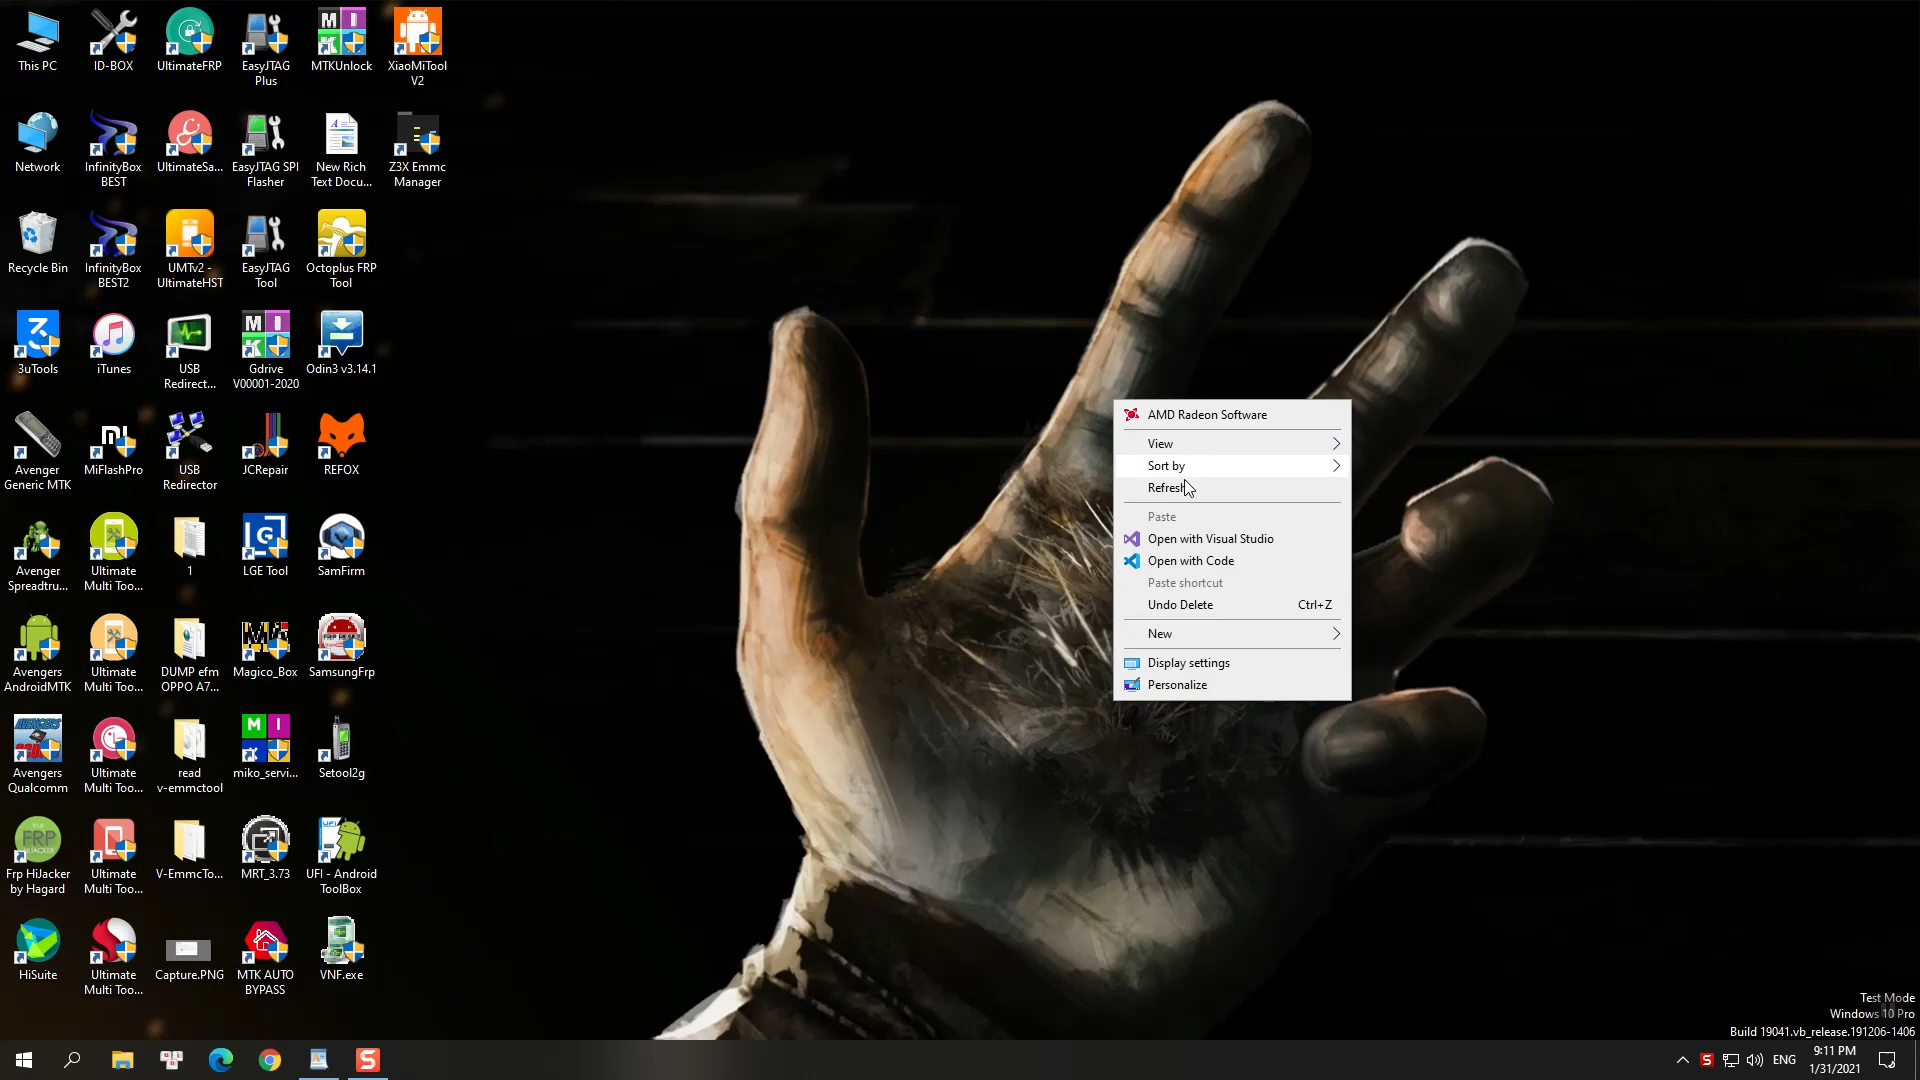 This PC
ID-BOX
UltimateFRP
EasyJTAG
Plus
MTKUnlock
XiaoMiTool
V2
Network
InfinityBox
BEST
UltimateSa...
EasyJTAG SPI
Flasher
New Rich
Text Docu...
Z3X Emmc
Manager
Recycle Bin
InfinityBox
BEST2
UMTv2 -
UltimateHST
EasyJTAG
Tool
Octoplus FRP
Tool
3uTools
iTunes
USB
Redirect...
Gdrive
V00001-2020
Odin3 v3.14.1
Avenger
Generic MTK
MiFlashPro
USB
Redirector
JCRepair
REFOX
Avenger
Spreadtru...
Ultimate
Multi Too...
1
LGE Tool
SamFirm
Avengers
AndroidMTK
Ultimate
Multi Too...
DUMP efm
OPPO A7...
Magico_Box
SamsungFrp
Avengers
Qualcomm
Ultimate
Multi Too...
read
v-emmctool
miko_servi...
Setool2g
Frp HiJacker
by Hagard
Ultimate
Multi Too...
V-EmmcTo...
MRT_3.73
UFI - Android
ToolBox
HiSuite
Ultimate
Multi Too...
Capture.PNG
MTK AUTO
BYPASS
VNF.exe
AMD Radeon Software
View
Sort by
Refresh
Paste
Open with Visual Studio
Open with Code
Paste shortcut
Undo Delete Ctrl+Z
New
Display settings
Personalize
Test Mode
Windows 10 Pro
Build 19041.vb_release.191206-1406
ENG
9:11 PM
1/31/2021